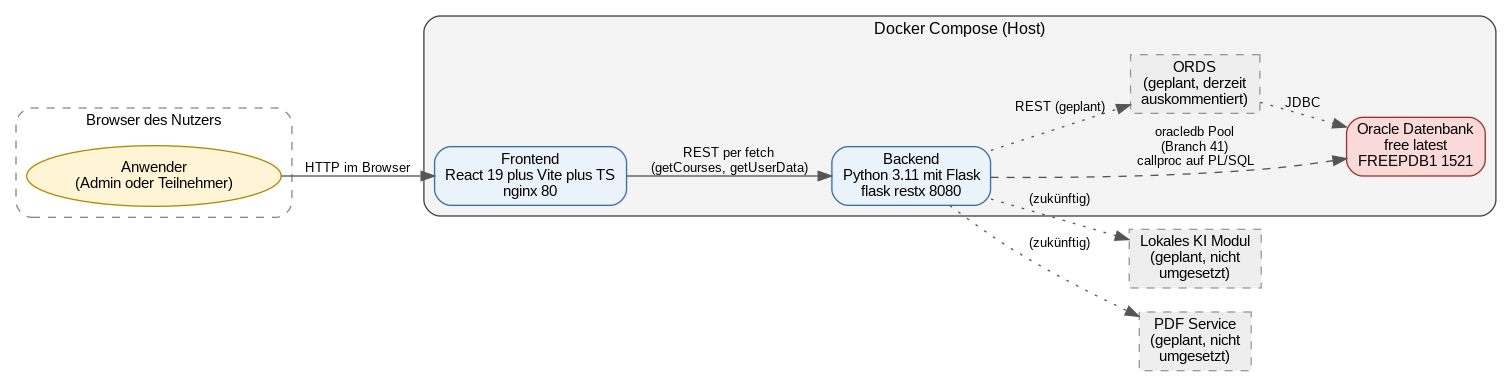 Docker Compose (Host)
Browser des Nutzers
Anwender
(Admin oder Teilnehmer)
HTTP im Browser
Frontend
React 19 plus Vite plus TS
nginx 80
REST per fetch
(getCourses, getUserData)
Backend
Python 3.11 mit Flask
flask restx 8080
REST (geplant)
ORDS
(geplant, derzeit
auskommentiert)
JDBC
oracledb Pool
(Branch 41)
callproc auf PL/SQL
Oracle Datenbank
free latest
FREEPDB1 1521
(zukünftig)
Lokales KI Modul
(geplant, nicht
umgesetzt)
(zukünftig)
PDF Service
(geplant, nicht
umgesetzt)